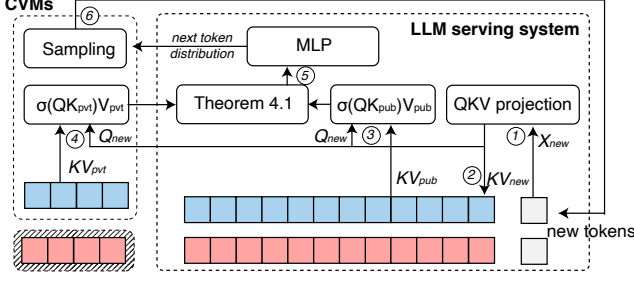 CVMs
6
Sampling
next token
distribution
MLP
LLM serving system
5
σ(QKpvt)Vpvt
Theorem 4.1
σ(QKpub)Vpub
QKV projection
4
Qnew
Qnew
3
1
Xnew
KVpvt
KVpub
2
KVnew
new tokens